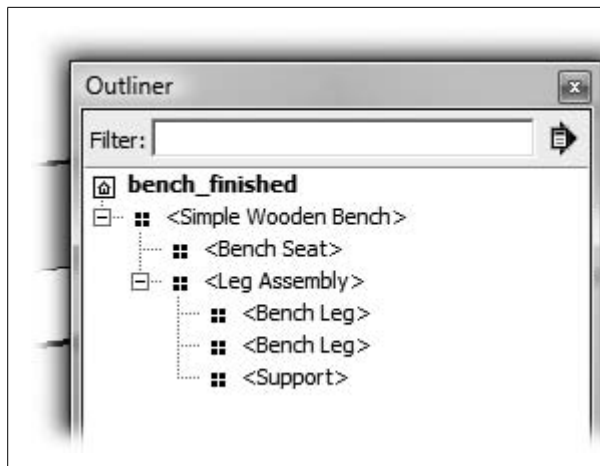 Outliner
Filter:
bench_finished
<Simple Wooden Bench>
<Bench Seat>
<Leg Assembly>
<Bench Leg>
<Bench Leg>
<Support>